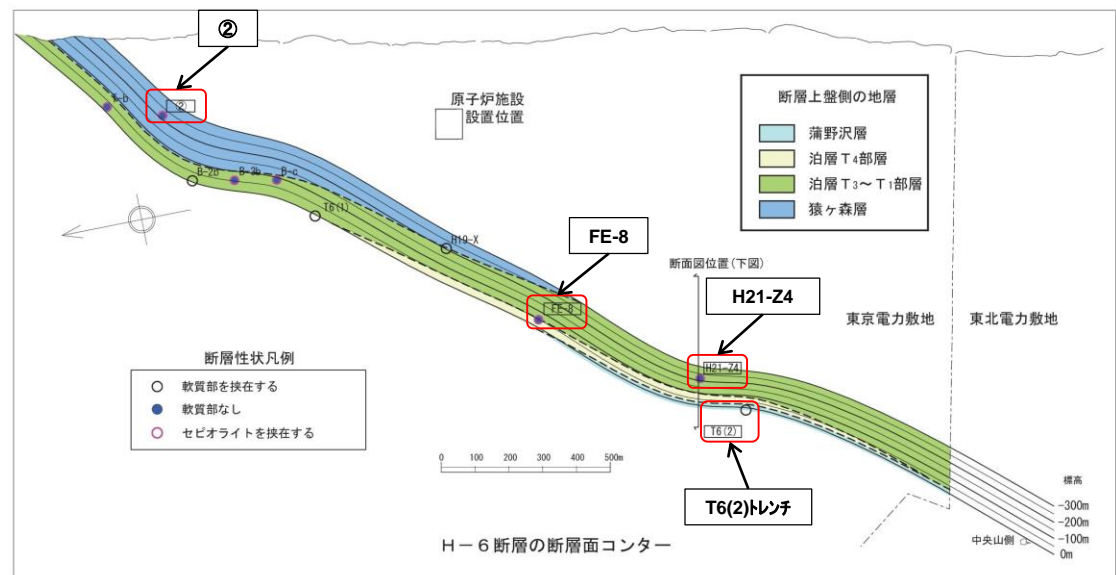 ②
②
T-b
B-2b
B-3b
B-c
T6(1)
H19-X
原子炉施設
設置位置
断層上盤側の地層
蒲野沢層
泊層T4部層
泊層T3~T1部層
猿ヶ森層
FE-8
FE-8
断面図位置(下図)
H21-Z4
H21-Z4
東京電力敷地
東北電力敷地
断層性状凡例
軟質部を挟在する
軟質部なし
セピオライトを挟在する
T6(2)
T6(2)トレンチ
0 100 200 300 400 500m
標高
-300m
-200m
-100m
0m
中央山側
H-6断層の断層面コンター